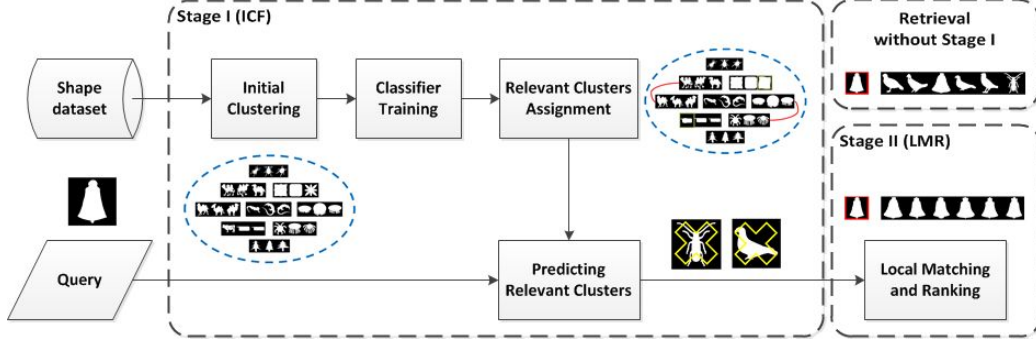 Stage I (ICF)
Retrieval
without Stage I
Shape
dataset
Initial
Clustering
Classifier
Training
Relevant Clusters
Assignment
Stage II (LMR)
Query
Predicting
Relevant Clusters
Local Matching
and Ranking